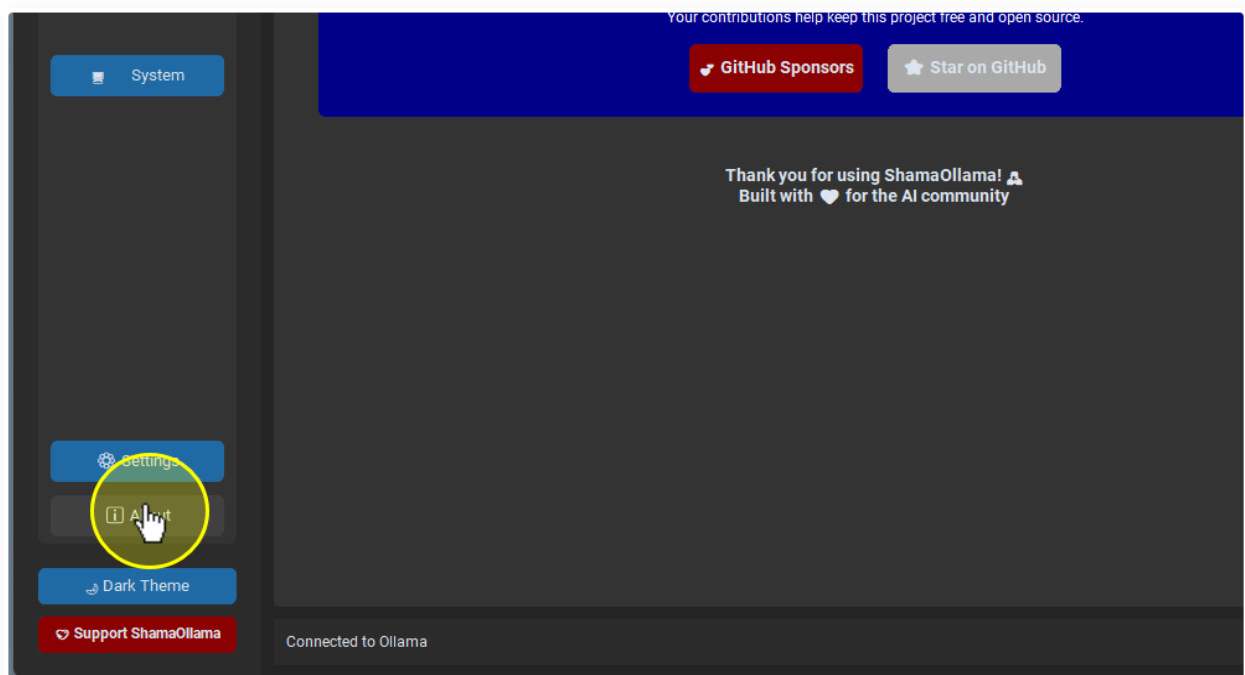 Your contributions help keep this project free and open source.
System
GitHub Sponsors
Star on GitHub
Thank you for using ShamaOllama!
Built with for the AI community
Settings
About
Dark Theme
Support ShamaOllama
Connected to Ollama